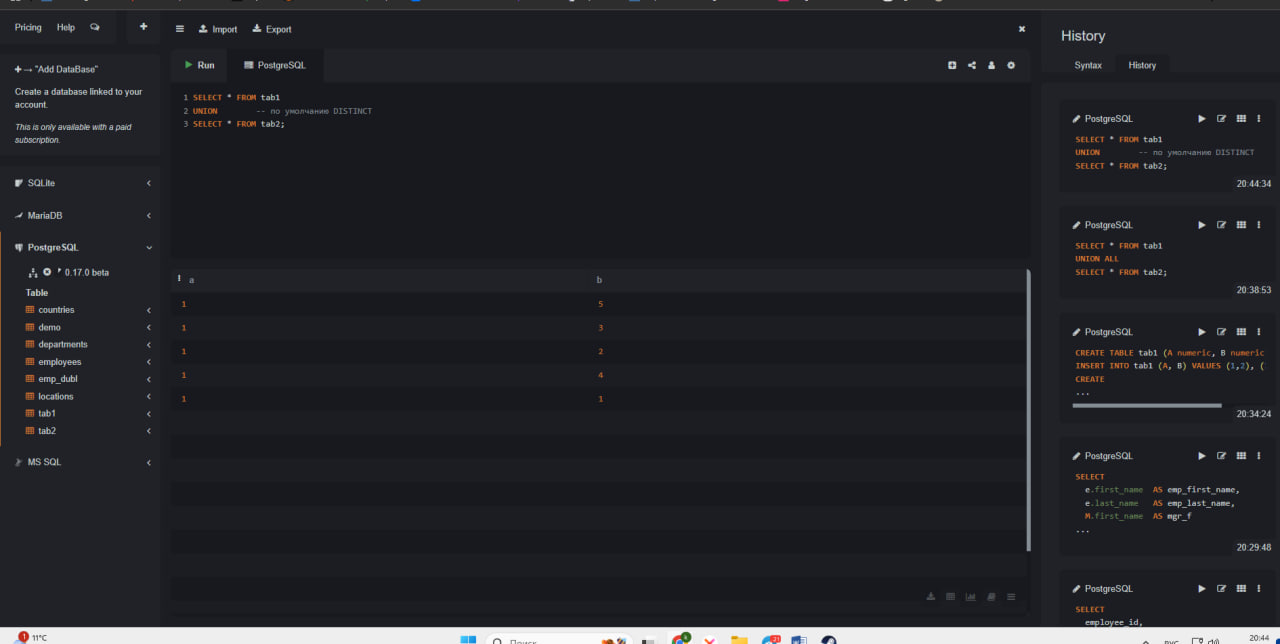 Pricing Help
"Add DataBase"
Create a database linked to your
account.
This is only available with a paid
subscription.
SQLite
MariaDB
PostgreSQL
0.17.0 beta
Table
countries
demo
departments
employees
emp_dubl
locations
tab1
tab2
MS SQL
Import Export
Run PostgreSQL
1 SELECT * FROM tab1
2 UNION -- по умолчанию DISTINCT
3 SELECT * FROM tab2;
a b
1 5
1 3
1 2
1 4
1 1
History
Syntax History
PostgreSQL
SELECT * FROM tab1
UNION -- по умолчанию DISTINCT
SELECT * FROM tab2;
20:44:34
PostgreSQL
SELECT * FROM tab1
UNION ALL
SELECT * FROM tab2;
20:38:53
PostgreSQL
CREATE TABLE tab1 (A numeric, B numeric
INSERT INTO tab1 (A, B) VALUES (1,2), (
CREATE
...
20:34:24
PostgreSQL
SELECT
e.first_name AS emp_first_name,
e.last_name AS emp_last_name,
M.first_name AS mgr_f
...
20:29:48
PostgreSQL
SELECT
employee_id,
1 11°C
Поиск
6
21
РУС
20:44